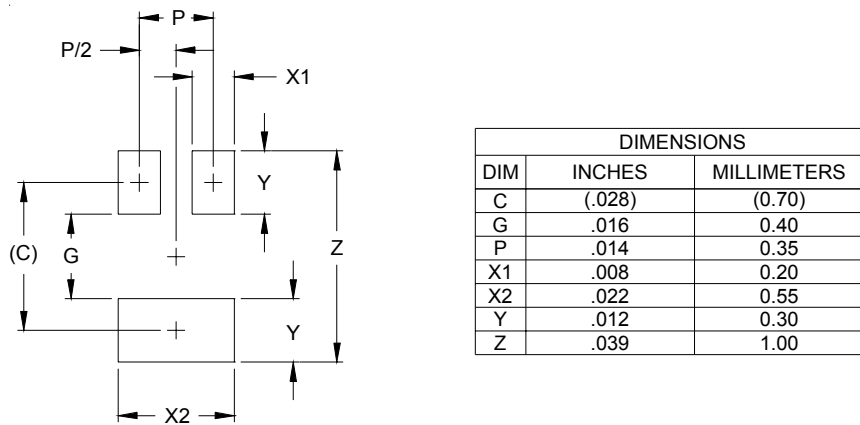 P
P/2
X1
Y
(C)
G
Z
Y
X2
DIMENSIONS
DIM INCHES MILLIMETERS
C (.028) (0.70)
G .016 0.40
P .014 0.35
X1 .008 0.20
X2 .022 0.55
Y .012 0.30
Z .039 1.00